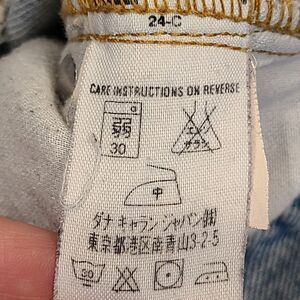 24-C
CARE INSTRUCTIONS ON REVERSE
弱
30
エンソ
サラシ
中
ダナ キャラン ジャパン(株)
東京都港区南青山3-2-5
30